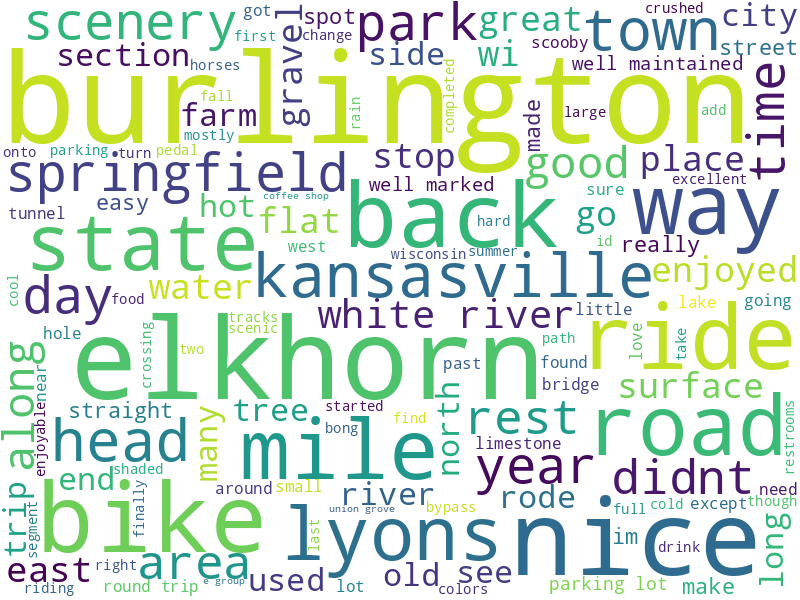 scenery
park
great
town
city
got
first
change
spot
crushed
section
horses
side
wi
scooby
street
burlington
gravel
well maintained
time
fall
farm
mostly
rain
completed
made
large
add
onto
parking
turn
pedal
springfield
stop
good
place
excellent
well marked
tunnel
easy
hot
coffee shop
flat
back
hard
go
sure
way
id
really
state
west
wisconsin
summer
kansasville
enjoyed
cool
day
food
water
white river
little
lake
going
hole
tracks
scenic
crossing
elkhorn
path
ride
love
take
two
past
found
bridge
near
enjoyable
along
straight
tree
started
surface
many
bong
find
north
rest
road
restrooms
head
mile
limestone
year
didnt
end
shaded
trip
segment
bike
finally
around
small
river
rode
need
union grove
bypass
lyons
last
nice
full
cold
except
though
im
drink
long
east
right
area
used
old
see
riding
round trip
e group
lot
colors
parking lot
make